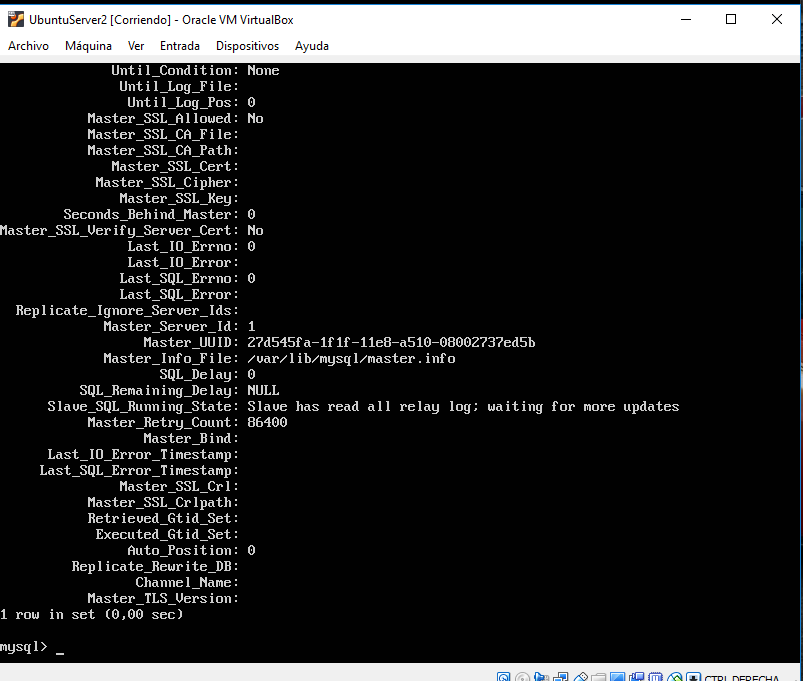 UbuntuServer2 [Corriendo] - Oracle VM VirtualBox
Archivo Máquina Ver Entrada Dispositivos Ayuda
Until_Condition: None
Until_Log_File:
Until_Log_Pos: 0
Master_SSL_Allowed: No
Master_SSL_CA_File:
Master_SSL_CA_Path:
Master_SSL_Cert:
Master_SSL_Cipher:
Master_SSL_Key:
Seconds_Behind_Master: 0
Master_SSL_Verify_Server_Cert: No
Last_IO_Errno: 0
Last_IO_Error:
Last_SQL_Errno: 0
Last_SQL_Error:
Replicate_Ignore_Server_Ids:
Master_Server_Id: 1
Master_UUID: 27d545fa-1f1f-11e8-a510-08002737ed5b
Master_Info_File: /var/lib/mysql/master.info
SQL_Delay: 0
SQL_Remaining_Delay: NULL
Slave_SQL_Running_State: Slave has read all relay log; waiting for more updates
Master_Retry_Count: 86400
Master_Bind:
Last_IO_Error_Timestamp:
Last_SQL_Error_Timestamp:
Master_SSL_Crl:
Master_SSL_Crlpath:
Retrieved_Gtid_Set:
Executed_Gtid_Set:
Auto_Position: 0
Replicate_Rewrite_DB:
Channel_Name:
Master_TLS_Version:
1 row in set (0,00 sec)
mysql> _
CTRL DERECHA